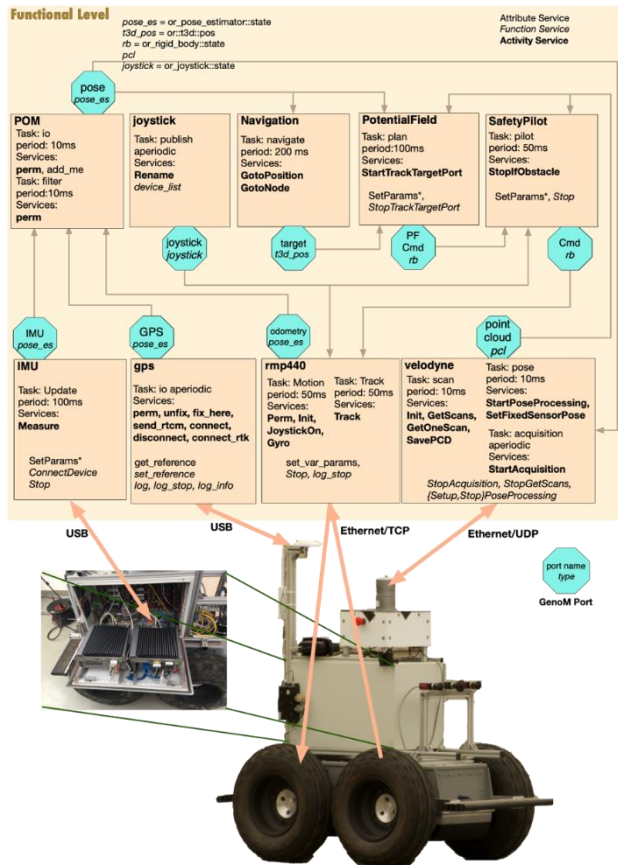 Functional Level
pose_es = or_pose_estimator::state
t3d_pos = or::t3d::pos
rb = or_rigid_body::state
pcl
joystick = or_joystick::state
Attribute Service
Function Service
Activity Service
pose
pose_es
POM
Task: io
period: 10ms
Services:
perm, add_me
Task: filter
period:10ms
Services:
perm
joystick
Task: publish
aperiodic
Services:
Rename
device_list
Navigation
Task: navigate
period: 200 ms
Services:
GotoPosition
GotoNode
PotentialField
Task: plan
period:100ms
Services:
StartTrackTargetPort
SetParams*,
StopTrackTargetPort
SafetyPilot
Task: pilot
period: 50ms
Services:
StopIfObstacle
SetParams*, Stop
joystick
joystick
target
t3d_pos
PF
Cmd
rb
Cmd
rb
IMU
pose_es
GPS
pose_es
odometry
pose_es
point
cloud
pcl
IMU
Task: Update
period: 100ms
Services:
Measure
SetParams*
ConnectDevice
Stop
gps
Task: io aperiodic
Services:
perm, unfix, fix_here,
send_rtcm, connect,
disconnect, connect_rtk
get_reference
set_reference
log, log_stop, log_info
rmp440
Task: Motion
period: 50ms
Services:
Perm, Init,
JoystickOn,
Gyro
Task: Track
period: 50ms
Services:
Track
set_var_params,
Stop, log_stop
velodyne
Task: scan
period: 10ms
Services:
Init, GetScans,
GetOneScan,
SavePCD
Task: pose
period: 10ms
Services:
StartPoseProcessing,
SetFixedSensorPose
Task: acquisition
aperiodic
Services:
StartAcquisition
StopAcquisition, StopGetScans,
{Setup,Stop}PoseProcessing
USB
USB
Ethernet/TCP
Ethernet/UDP
port name
type
GenoM Port